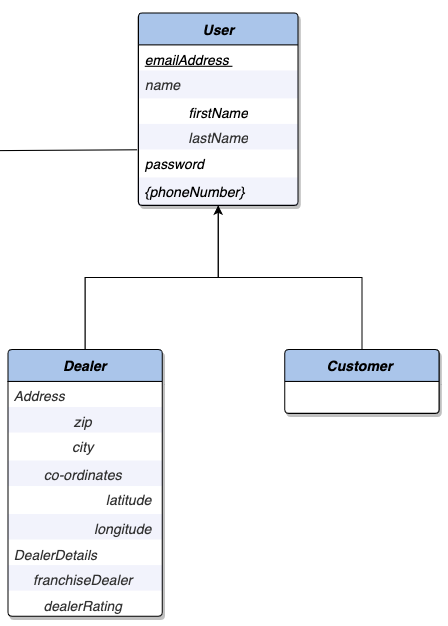 User
emailAddress
name
firstName
lastName
password
{phoneNumber}
Dealer
Address
zip
city
co-ordinates
latitude
longitude
DealerDetails
franchiseDealer
dealerRating
Customer